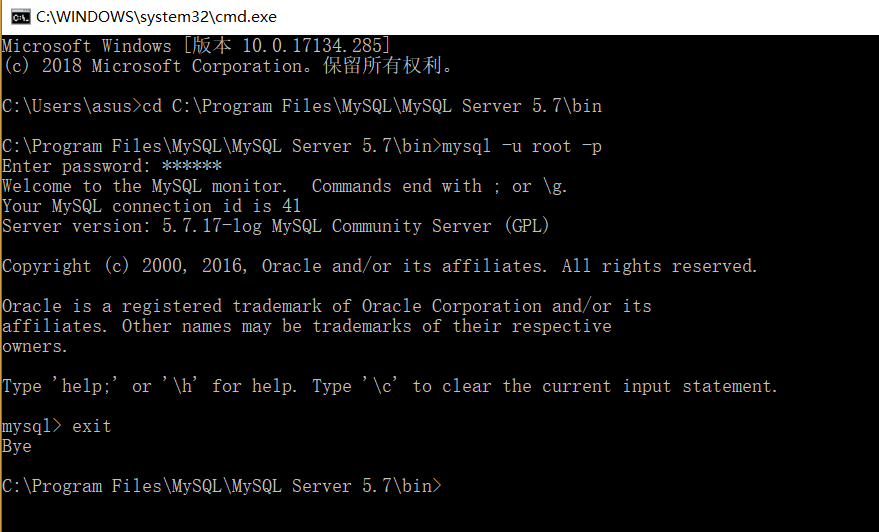 C:\WINDOWS\system32\cmd.exe
Microsoft Windows [版本 10.0.17134.285]
(c) 2018 Microsoft Corporation。保留所有权利。
C:\Users\asus>cd C:\Program Files\MySQL\MySQL Server 5.7\bin
C:\Program Files\MySQL\MySQL Server 5.7\bin>mysql -u root -p
Enter password: ******
Welcome to the MySQL monitor.  Commands end with ; or \g.
Your MySQL connection id is 41
Server version: 5.7.17-log MySQL Community Server (GPL)
Copyright (c) 2000, 2016, Oracle and/or its affiliates. All rights reserved.
Oracle is a registered trademark of Oracle Corporation and/or its
affiliates. Other names may be trademarks of their respective
owners.
Type 'help;' or '\h' for help. Type '\c' to clear the current input statement.
mysql> exit
Bye
C:\Program Files\MySQL\MySQL Server 5.7\bin>